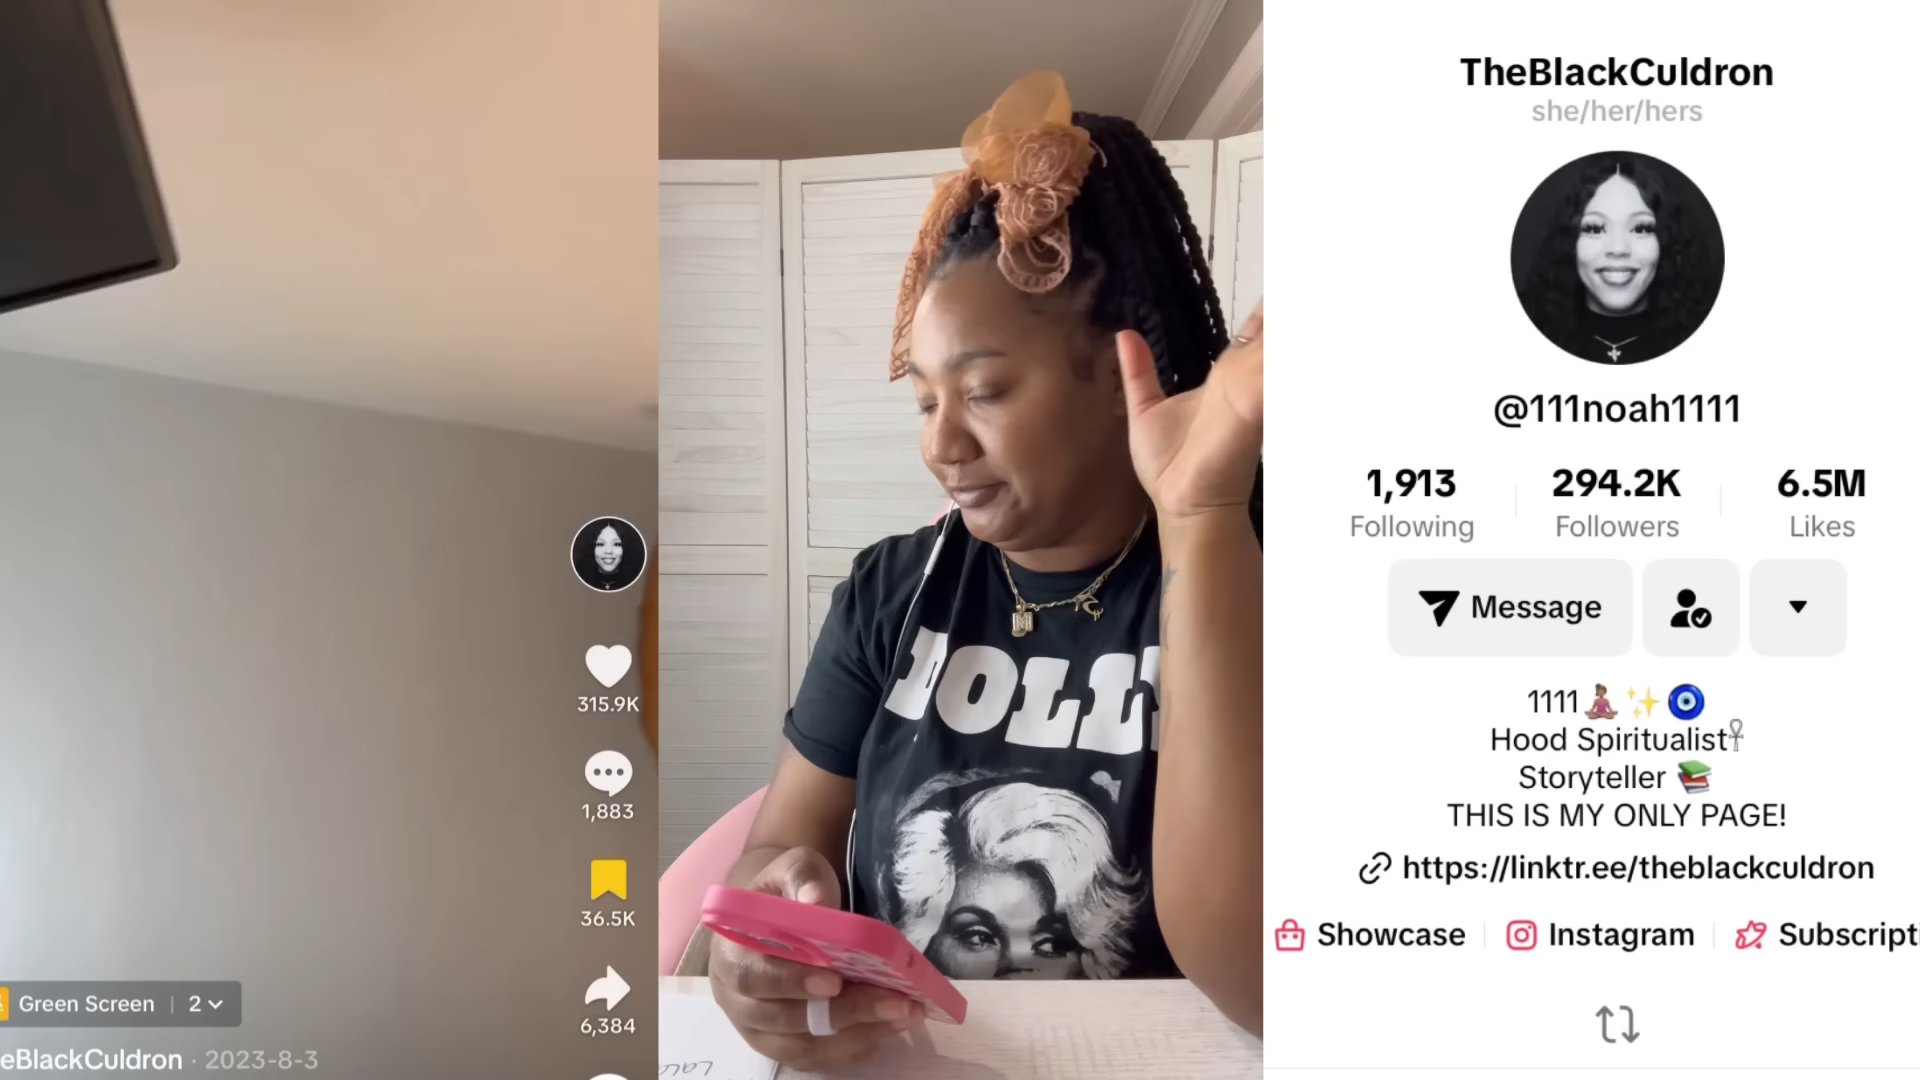 315.9K
1,883
36.5K
6,384
Green Screen | 2
eBlackCuldron · 2023-8-3
DOLLY
M
TheBlackCuldron
she/her/hers
@111noah1111
1,913
Following
294.2K
Followers
6.5M
Likes
Message
1111🧘🏽‍♀️✨🧿
Hood Spiritualist☥
Storyteller 📚
THIS IS MY ONLY PAGE!
https://linktr.ee/theblackculdron
Showcase
Instagram
Subscripti